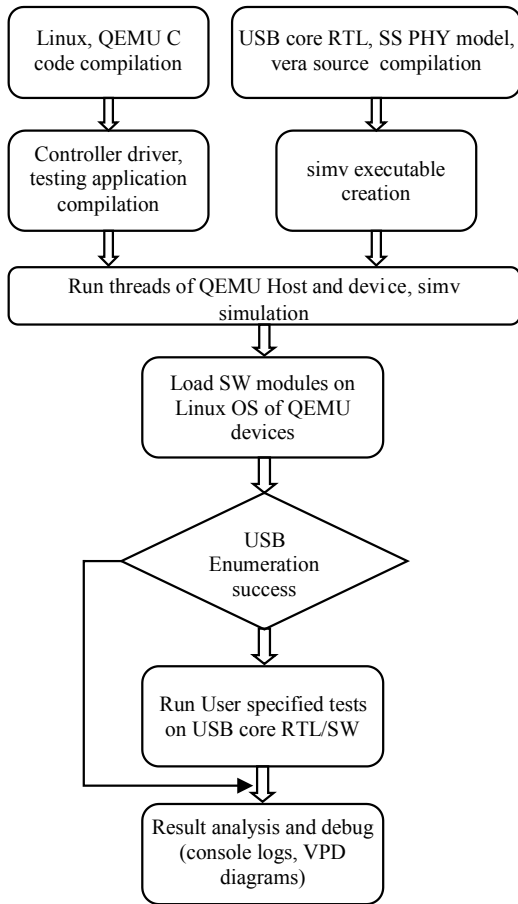 Linux, QEMU C
code compilation
USB core RTL, SS PHY model,
vera source compilation
Controller driver,
testing application
compilation
simv executable
creation
Run threads of QEMU Host and device, simv
simulation
Load SW modules on
Linux OS of QEMU
devices
USB
Enumeration
success
Run User specified tests
on USB core RTL/SW
Result analysis and debug
(console logs, VPD
diagrams)